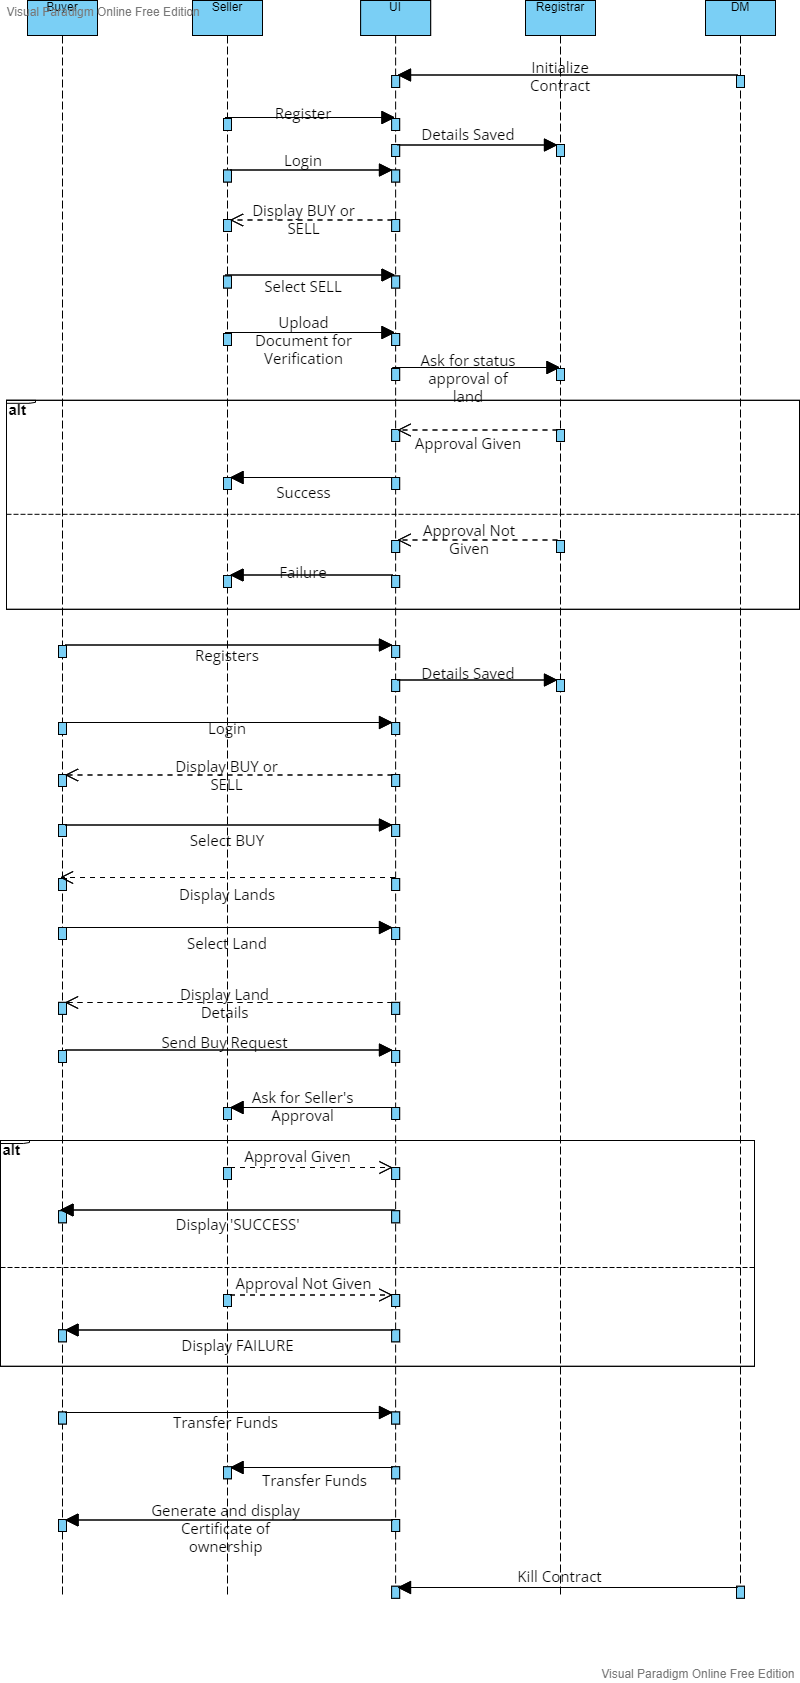 Visual Paradigm Online Free Edition
Buyer
Seller
UI
Registrar
DM
Initialize
Contract
Register
Details Saved
Login
Display BUY or
SELL
Select SELL
Upload
Document for
Verification
Ask for status
approval of
land
alt
Approval Given
Success
Approval Not
Given
Failure
Registers
Details Saved
Login
Display BUY or
SELL
Select BUY
Display Lands
Select Land
Display Land
Details
Send Buy Request
Ask for Seller's
Approval
alt
Approval Given
Display 'SUCCESS'
Approval Not Given
Display FAILURE
Transfer Funds
Transfer Funds
Generate and display
Certificate of
ownership
Kill Contract
Visual Paradigm Online Free Edition